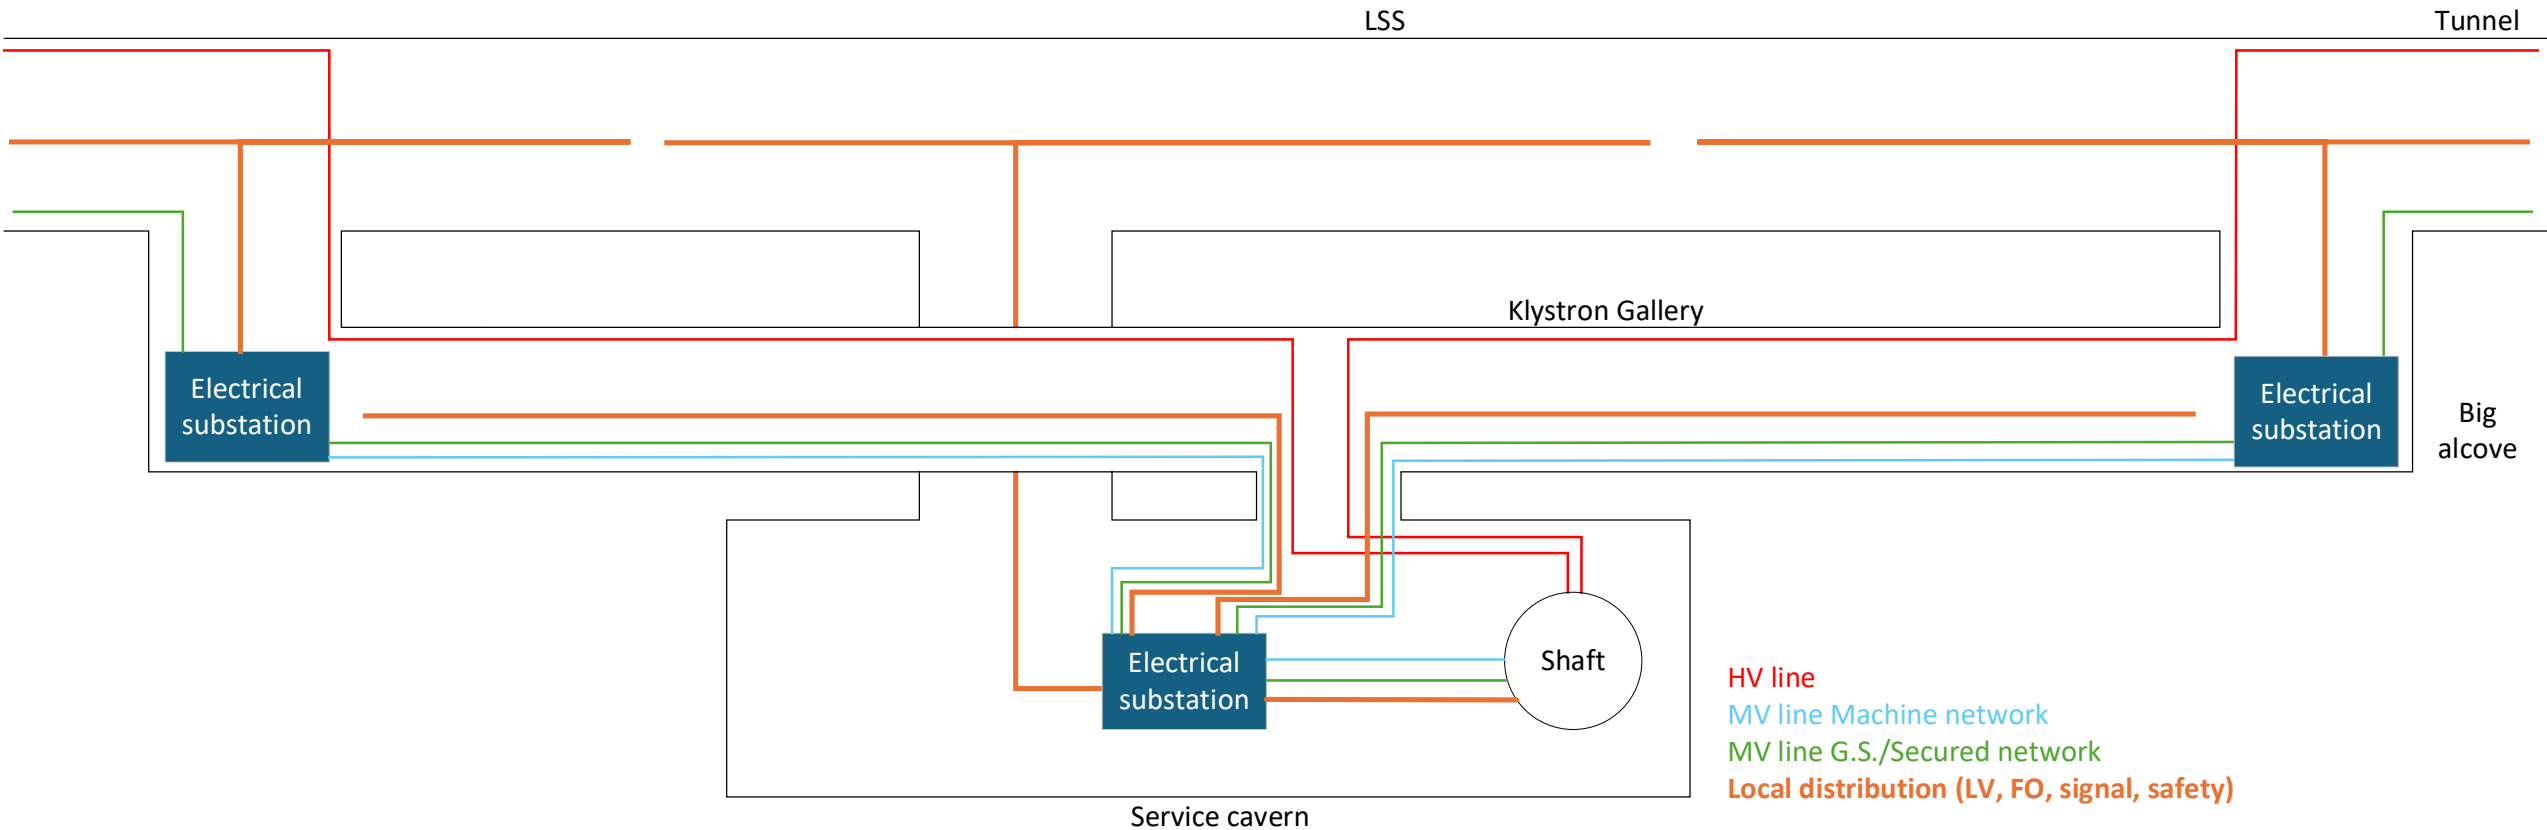 LSS
Tunnel
Klystron Gallery
Electrical
substation
Electrical
substation
Big
alcove
Electrical
substation
Shaft
HV line
MV line Machine network
MV line G.S./Secured network
Local distribution (LV, FO, signal, safety)
Service cavern